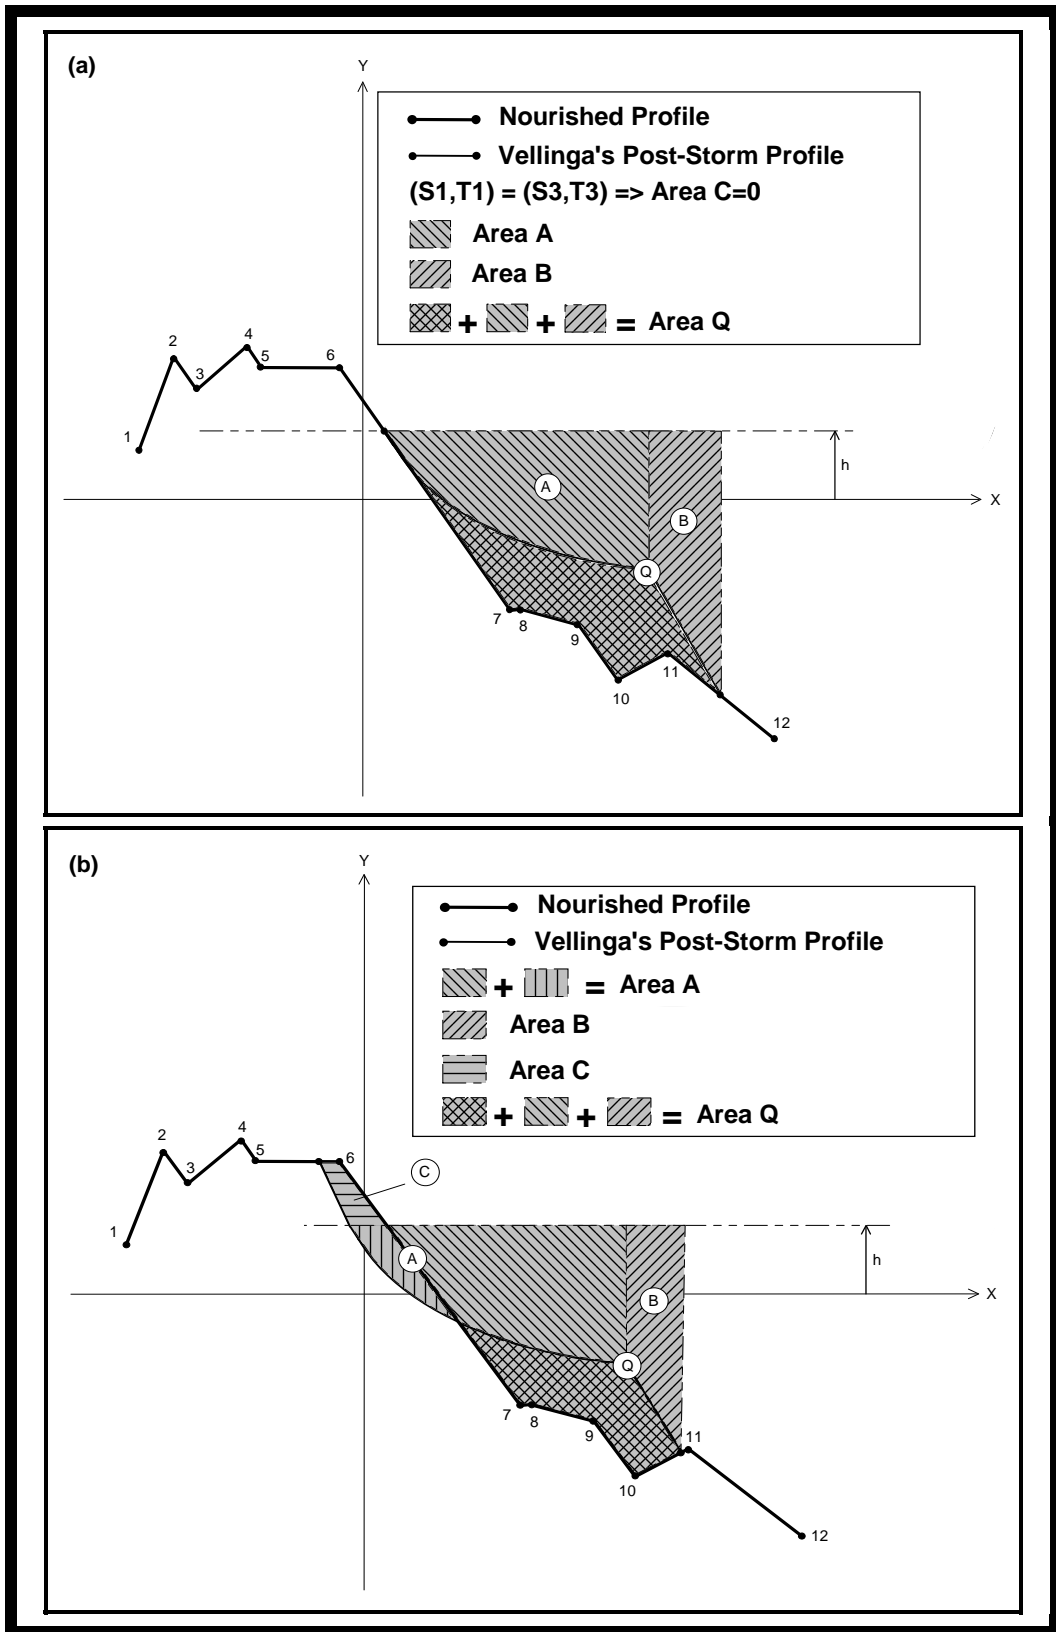 (a)
Y
Nourished Profile
Vellinga's Post-Storm Profile
(S1,T1) = (S3,T3) => Area C=0
Area A
Area B
+ + = Area Q
1
2
3
4
5
6
h
A
X
B
Q
7
8
9
10
11
12
(b)
Y
Nourished Profile
Vellinga's Post-Storm Profile
+ = Area A
Area B
Area C
+ + = Area Q
1
2
3
4
5
6
C
A
h
B
X
Q
7
8
9
10
11
12